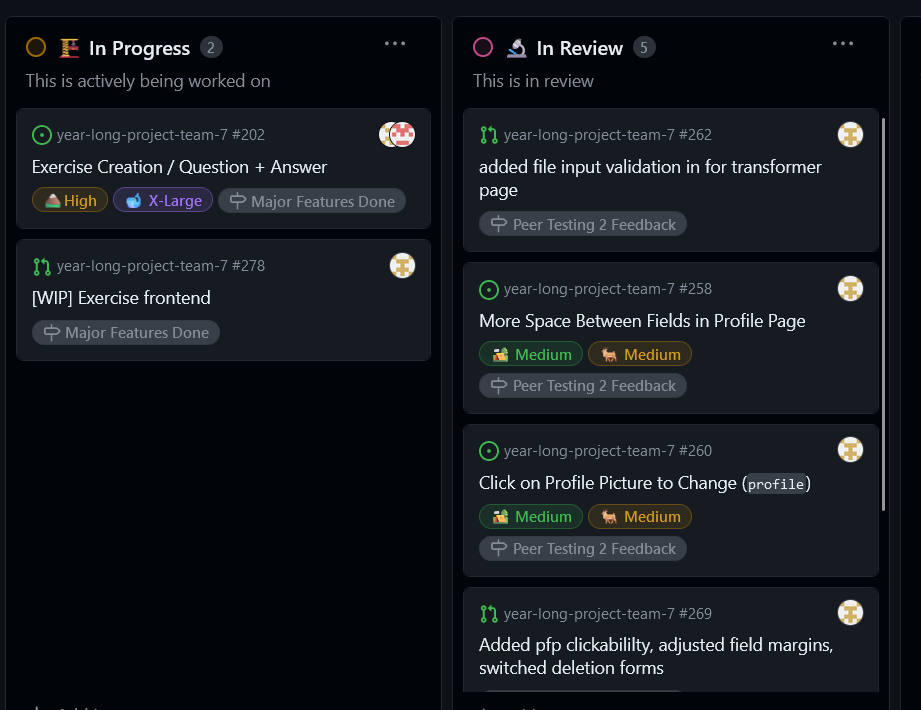 In Progress 2
This is actively being worked on
year-long-project-team-7 #202
Exercise Creation / Question + Answer
High X-Large Major Features Done
year-long-project-team-7 #278
[WIP] Exercise frontend
Major Features Done
In Review 5
This is in review
year-long-project-team-7 #262
added file input validation in for transformer
page
Peer Testing 2 Feedback
year-long-project-team-7 #258
More Space Between Fields in Profile Page
Medium Medium
Peer Testing 2 Feedback
year-long-project-team-7 #260
Click on Profile Picture to Change (profile)
Medium Medium
Peer Testing 2 Feedback
year-long-project-team-7 #269
Added pfp clickabililty, adjusted field margins,
switched deletion forms